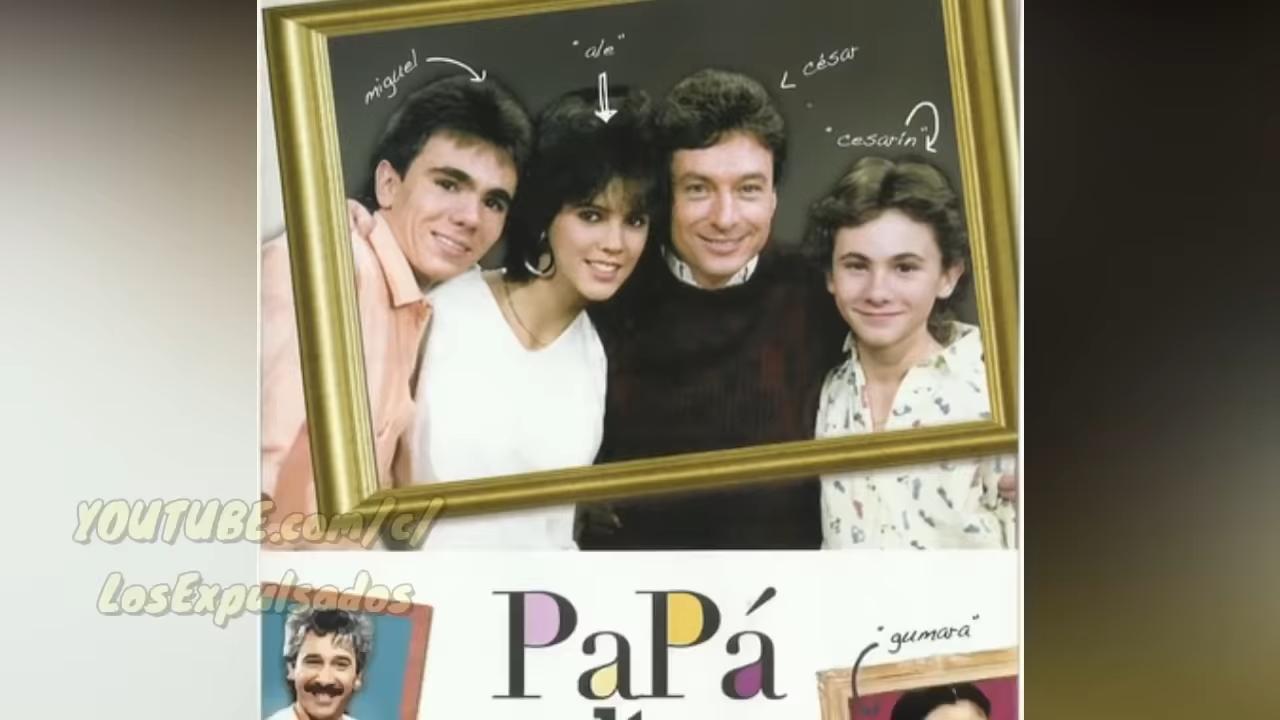 miguel
"ale"
césar
"cesarín"
YOUTUBE.com/c/
LosExpulsados
PaPá
"gumara"